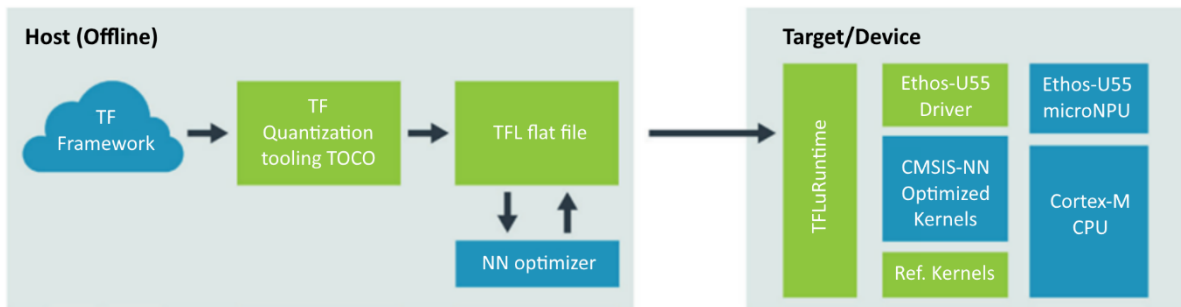 Host (Offline)
TF
Framework
TF
Quantization
tooling TOCO
TFL flat file
NN optimizer
Target/Device
TFLuRuntime
Ethos-U55
Driver
CMSIS-NN
Optimized
Kernels
Ref. Kernels
Ethos-U55
microNPU
Cortex-M
CPU